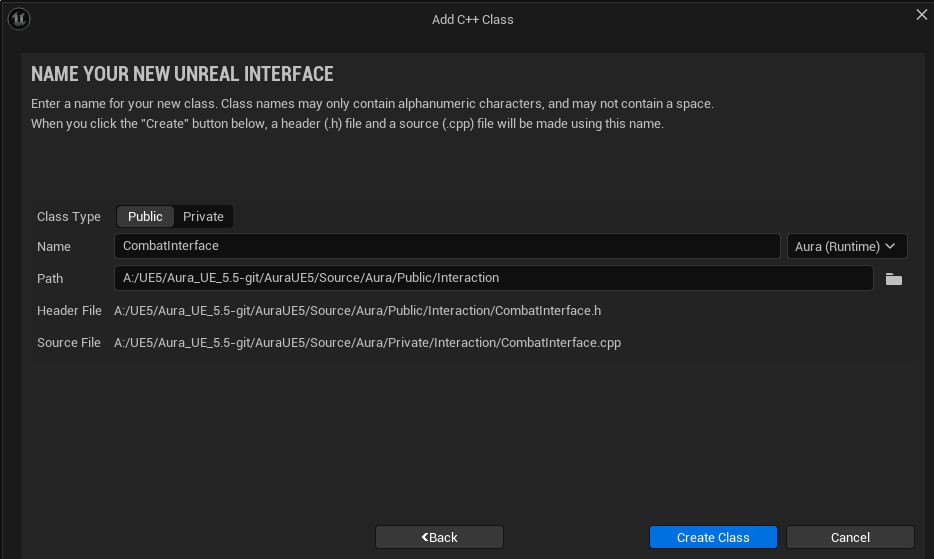 Add C++ Class
NAME YOUR NEW UNREAL INTERFACE
Enter a name for your new class. Class names may only contain alphanumeric characters, and may not contain a space.
When you click the "Create" button below, a header (.h) file and a source (.cpp) file will be made using this name.
Class Type Public Private
Name CombatInterface Aura (Runtime)
Path A:/UE5/Aura_UE_5.5-git/AuraUE5/Source/Aura/Public/Interaction
Header File A:/UE5/Aura_UE_5.5-git/AuraUE5/Source/Aura/Public/Interaction/CombatInterface.h
Source File A:/UE5/Aura_UE_5.5-git/AuraUE5/Source/Aura/Private/Interaction/CombatInterface.cpp
Back Create Class Cancel